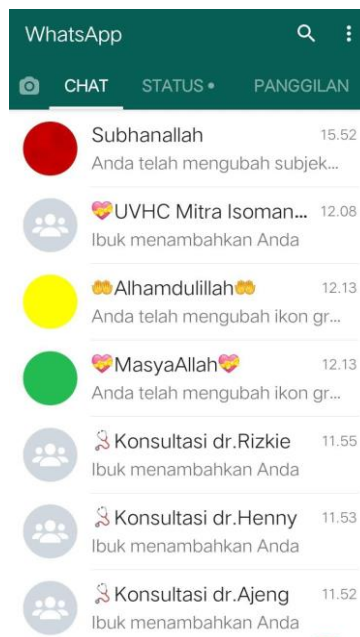 WhatsApp
CHAT STATUS PANGGILAN
Subhanallah 15.52
Anda telah mengubah subjek...
💝UVHC Mitra Isoman... 12.08
Ibuk menambahkan Anda
🤲Alhamdulillah🤲 12.13
Anda telah mengubah ikon gr...
💝MasyaAllah💝 12.13
Anda telah mengubah ikon gr...
🩺Konsultasi dr.Rizkie 11.55
Ibuk menambahkan Anda
🩺Konsultasi dr.Henny 11.53
Ibuk menambahkan Anda
🩺Konsultasi dr.Ajeng 11.52
Ibuk menambahkan Anda